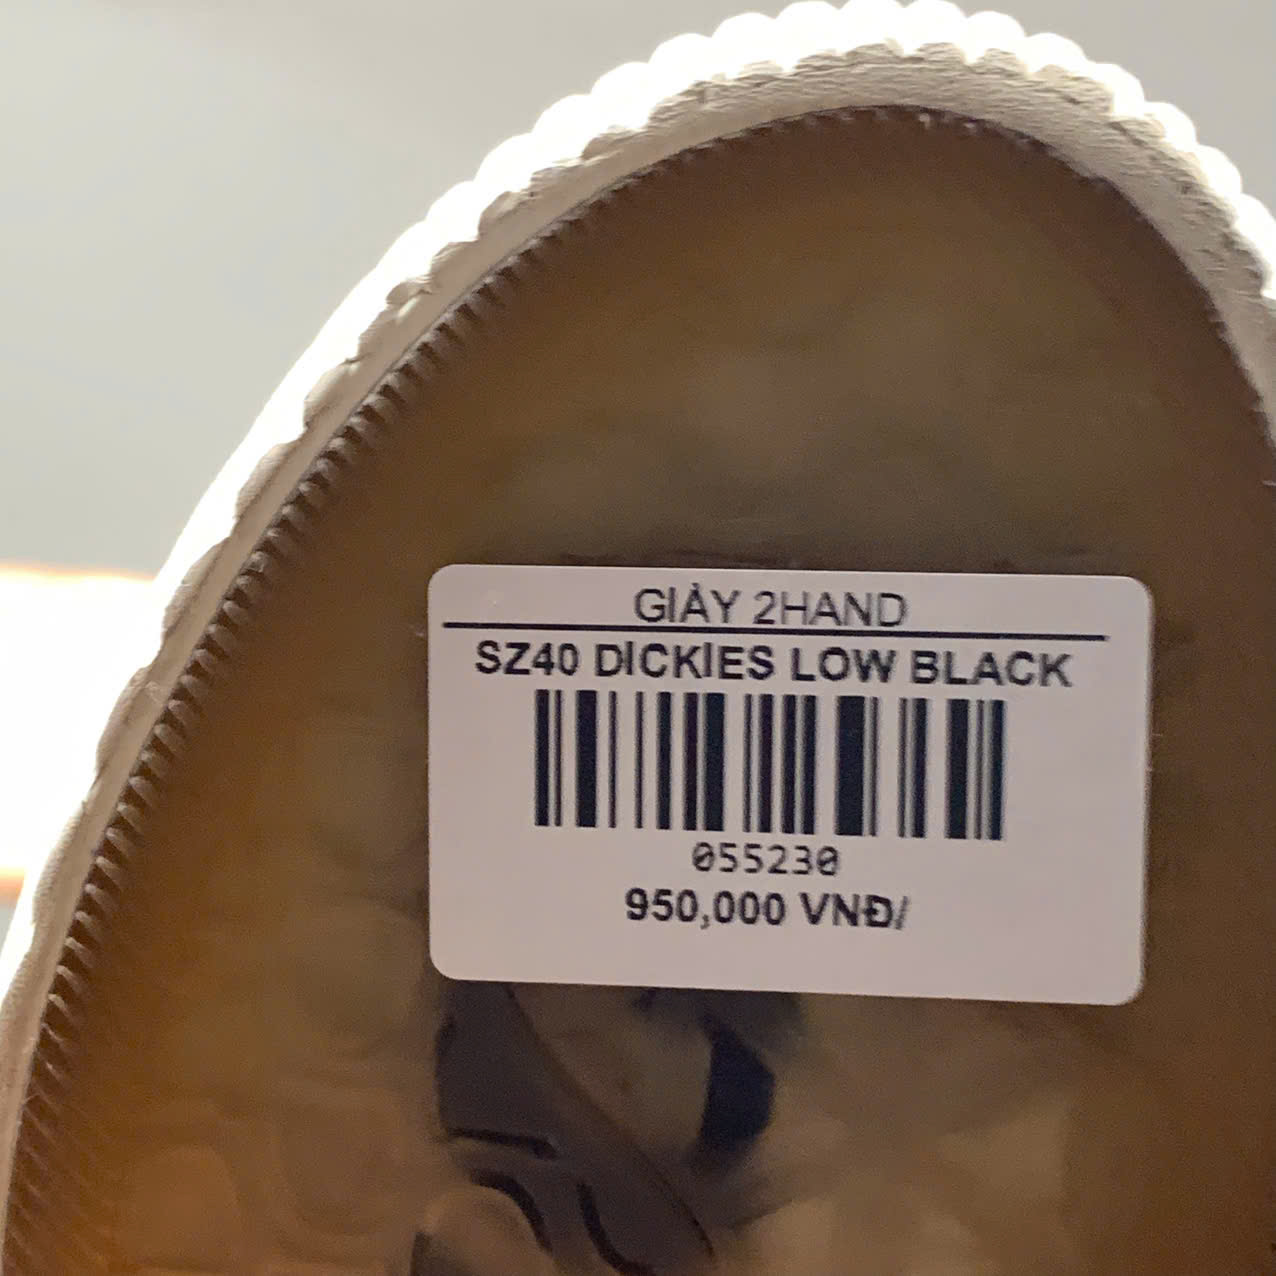 GIÀY 2HAND
SZ40 DICKIES LOW BLACK
055230
950,000 VNĐ/